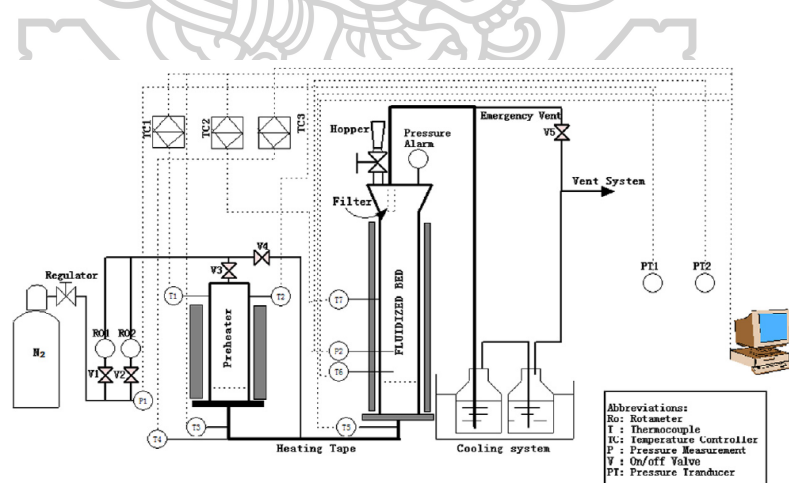 TC1
TC2
TC3
Emergency Vent
V5
Hopper
Pressure
Alarm
Vent System
Filter
V4
Regulator
V3
PT1
PT2
T1
T2
T7
FLUIDIZED BED
Preheater
RO1
RO2
N2
P2
V1
V2
T6
P1
T3
T5
T4
Heating Tape
Cooling system
Abbreviations:
Ro: Rotameter
T : Thermocouple
TC: Temperature Controller
P : Pressure Measurement
V : On/off Valve
PT: Pressure Tranducer